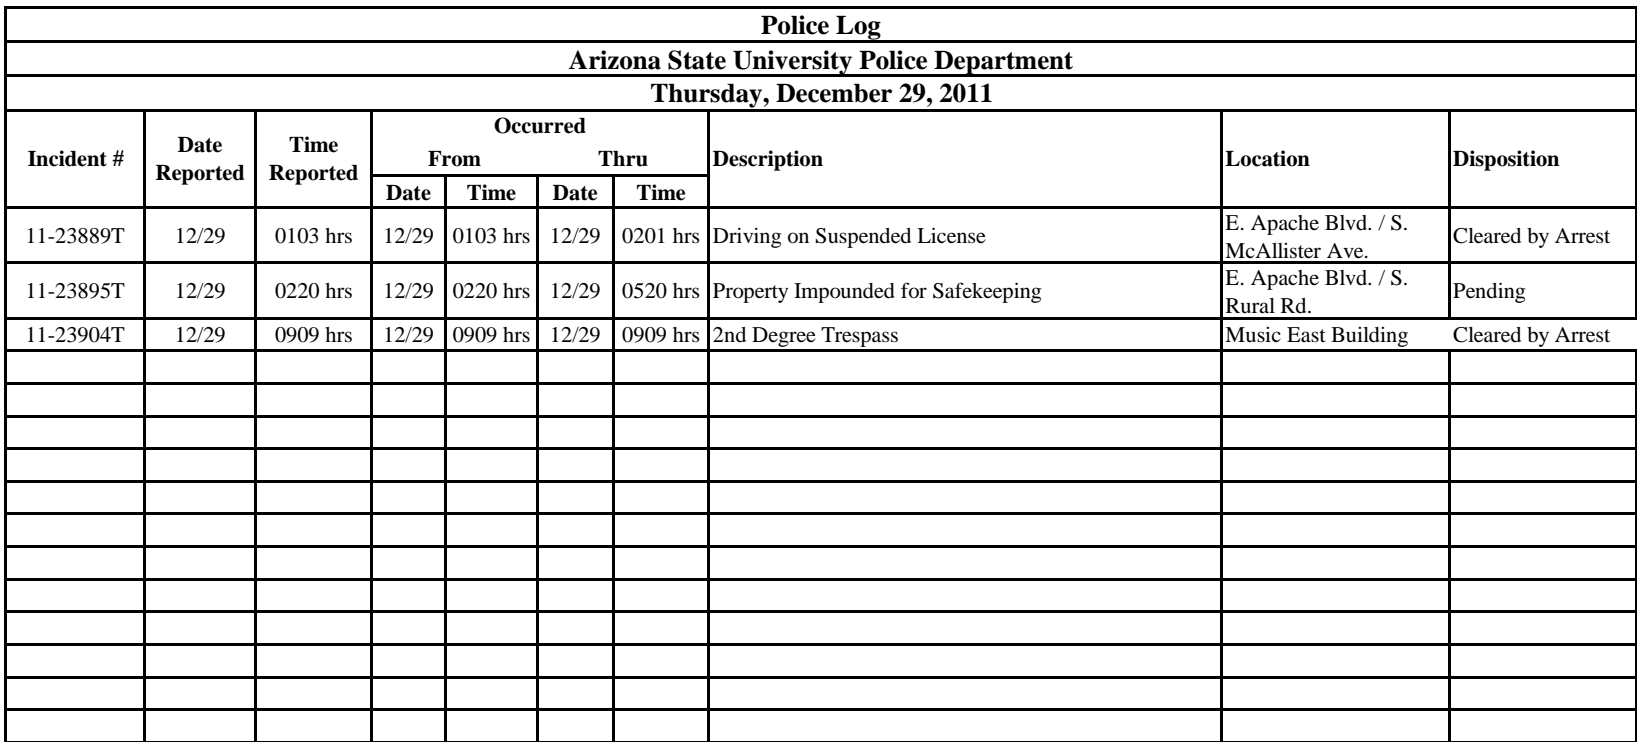 Police Log
Arizona State University Police Department
Thursday, December 29, 2011
Incident # Date Reported Time Reported Occurred Description Location Disposition
From Thru
Date Time Date Time
11-23889T 12/29 0103 hrs 12/29 0103 hrs 12/29 0201 hrs Driving on Suspended License E. Apache Blvd. / S. McAllister Ave. Cleared by Arrest
11-23895T 12/29 0220 hrs 12/29 0220 hrs 12/29 0520 hrs Property Impounded for Safekeeping E. Apache Blvd. / S. Rural Rd. Pending
11-23904T 12/29 0909 hrs 12/29 0909 hrs 12/29 0909 hrs 2nd Degree Trespass Music East Building Cleared by Arrest